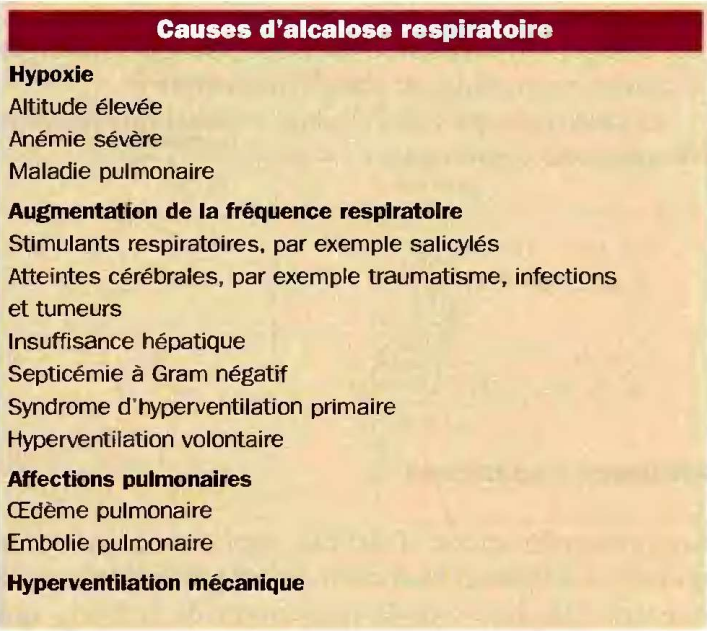 Causes d'alcalose respiratoire
Hypoxie
Altitude élevée
Anémie sévère
Maladie pulmonaire
Augmentation de la fréquence respiratoire
Stimulants respiratoires, par exemple salicylés
Atteintes cérébrales, par exemple traumatisme, infections
et tumeurs
Insuffisance hépatique
Septicémie à Gram négatif
Syndrome d'hyperventilation primaire
Hyperventilation volontaire
Affections pulmonaires
Œdème pulmonaire
Embolie pulmonaire
Hyperventilation mécanique